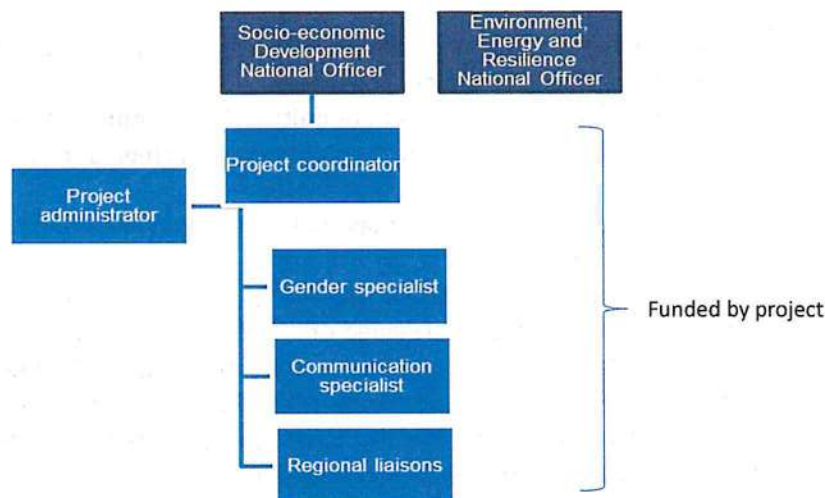 Socio-economic
Development
National Officer
Environment,
Energy and
Resilience
National Officer
Project coordinator
Project
administrator
Gender specialist
Communication
specialist
Regional liaisons
Funded by project